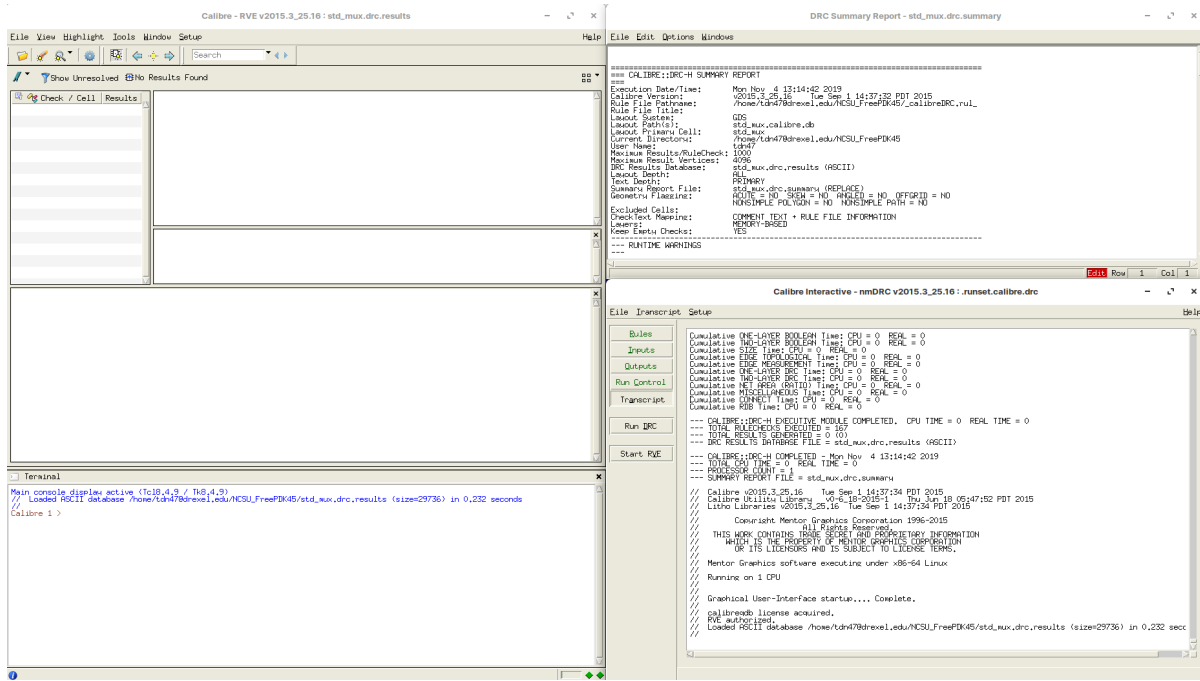 Calibre - RVE v2015.3_25.16 : std_mux.drc.results
File View Highlight Tools Window Setup Help
Search
Show Unresolved No Results Found
Check / Cell Results
Terminal
Main console display active (Tcl8.4.9 / Tk8.4.9)
// Loaded ASCII database /home/tdn47@drexel.edu/NCSU_FreePDK45/std_mux.drc.results (size=29736) in 0.232 seconds
//
Calibre 1 >
DRC Summary Report - std_mux.drc.summary
File Edit Options Windows
==================================================================================
=== CALIBRE::DRC-H SUMMARY REPORT
===
Execution Date/Time: Mon Nov 4 13:14:42 2019
Calibre Version: v2015.3_25.16 Tue Sep 1 14:37:32 PDT 2015
Rule File Pathname: /home/tdn47@drexel.edu/NCSU_FreePDK45/_calibreDRC.rul_
Rule File Title:
Layout System: GDS
Layout Path(s): std_mux.calibre.db
Layout Primary Cell: std_mux
Current Directory: /home/tdn47@drexel.edu/NCSU_FreePDK45
User Name: tdn47
Maximum Results/RuleCheck: 1000
Maximum Result Vertices: 4096
DRC Results Database: std_mux.drc.results (ASCII)
Layout Depth: ALL
Text Depth: PRIMARY
Summary Report File: std_mux.drc.summary (REPLACE)
Geometry Flagging: ACUTE = NO SKEW = NO ANGLED = NO OFFGRID = NO
NONSIMPLE POLYGON = NO NONSIMPLE PATH = NO
Excluded Cells:
CheckText Mapping: COMMENT TEXT + RULE FILE INFORMATION
Layers: MEMORY-BASED
Keep Empty Checks: YES
----------------------------------------------------------------------------------
--- RUNTIME WARNINGS
---
Edit Row 1 Col 1
Calibre Interactive - nmDRC v2015.3_25.16 : .runset.calibre.drc
File Transcript Setup Help
Rules
Inputs
Outputs
Run Control
Transcript
Run DRC
Start RVE
Cumulative ONE-LAYER BOOLEAN Time: CPU = 0 REAL = 0
Cumulative TWO-LAYER BOOLEAN Time: CPU = 0 REAL = 0
Cumulative SIZE Time: CPU = 0 REAL = 0
Cumulative EDGE TOPOLOGICAL Time: CPU = 0 REAL = 0
Cumulative EDGE MEASUREMENT Time: CPU = 0 REAL = 0
Cumulative ONE-LAYER DRC Time: CPU = 0 REAL = 0
Cumulative TWO-LAYER DRC Time: CPU = 0 REAL = 0
Cumulative NET AREA (RATIO) Time: CPU = 0 REAL = 0
Cumulative MISCELLANEOUS Time: CPU = 0 REAL = 0
Cumulative CONNECT Time: CPU = 0 REAL = 0
Cumulative RDB Time: CPU = 0 REAL = 0
--- CALIBRE::DRC-H EXECUTIVE MODULE COMPLETED. CPU TIME = 0 REAL TIME = 0
--- TOTAL RULECHECKS EXECUTED = 167
--- TOTAL RESULTS GENERATED = 0 (0)
--- DRC RESULTS DATABASE FILE = std_mux.drc.results (ASCII)
--- CALIBRE::DRC-H COMPLETED - Mon Nov 4 13:14:42 2019
--- TOTAL CPU TIME = 0 REAL TIME = 0
--- PROCESSOR COUNT = 1
--- SUMMARY REPORT FILE = std_mux.drc.summary
// Calibre v2015.3_25.16 Tue Sep 1 14:37:34 PDT 2015
// Calibre Utility Library v0-6_18-2015-1 Thu Jun 18 05:47:52 PDT 2015
// Litho Libraries v2015.3_25.16 Tue Sep 1 14:37:34 PDT 2015
//
// Copyright Mentor Graphics Corporation 1996-2015
// All Rights Reserved.
// THIS WORK CONTAINS TRADE SECRET AND PROPRIETARY INFORMATION
// WHICH IS THE PROPERTY OF MENTOR GRAPHICS CORPORATION
// OR ITS LICENSORS AND IS SUBJECT TO LICENSE TERMS.
//
// Mentor Graphics software executing under x86-64 Linux
//
// Running on 1 CPU
//
//
// Graphical User-Interface startup.... Complete.
//
// calibreqdb license acquired.
// RVE authorized.
// Loaded ASCII database /home/tdn47@drexel.edu/NCSU_FreePDK45/std_mux.drc.results (size=29736) in 0.232 secc
//